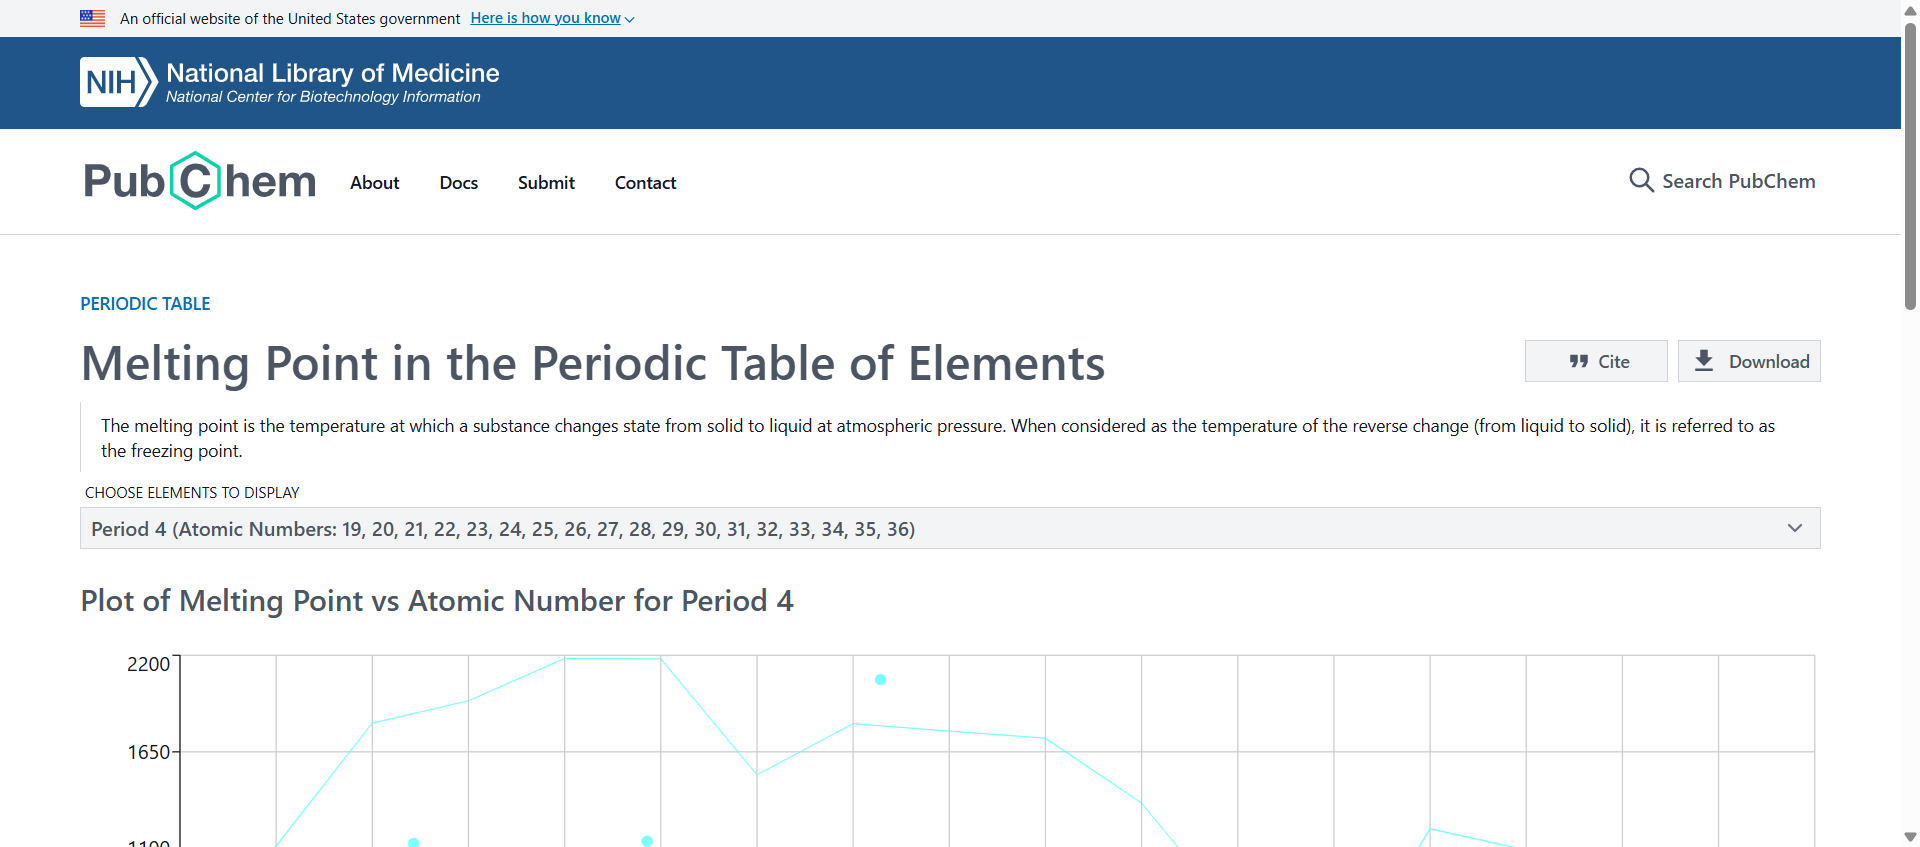 An official website of the United States government Here is how you know
NIH National Library of Medicine
National Center for Biotechnology Information
PubChem About Docs Submit Contact Search PubChem
PERIODIC TABLE
Melting Point in the Periodic Table of Elements
Cite Download
The melting point is the temperature at which a substance changes state from solid to liquid at atmospheric pressure. When considered as the temperature of the reverse change (from liquid to solid), it is referred to as
the freezing point.
CHOOSE ELEMENTS TO DISPLAY
Period 4 (Atomic Numbers: 19, 20, 21, 22, 23, 24, 25, 26, 27, 28, 29, 30, 31, 32, 33, 34, 35, 36)
Plot of Melting Point vs Atomic Number for Period 4
2200
1650
1100